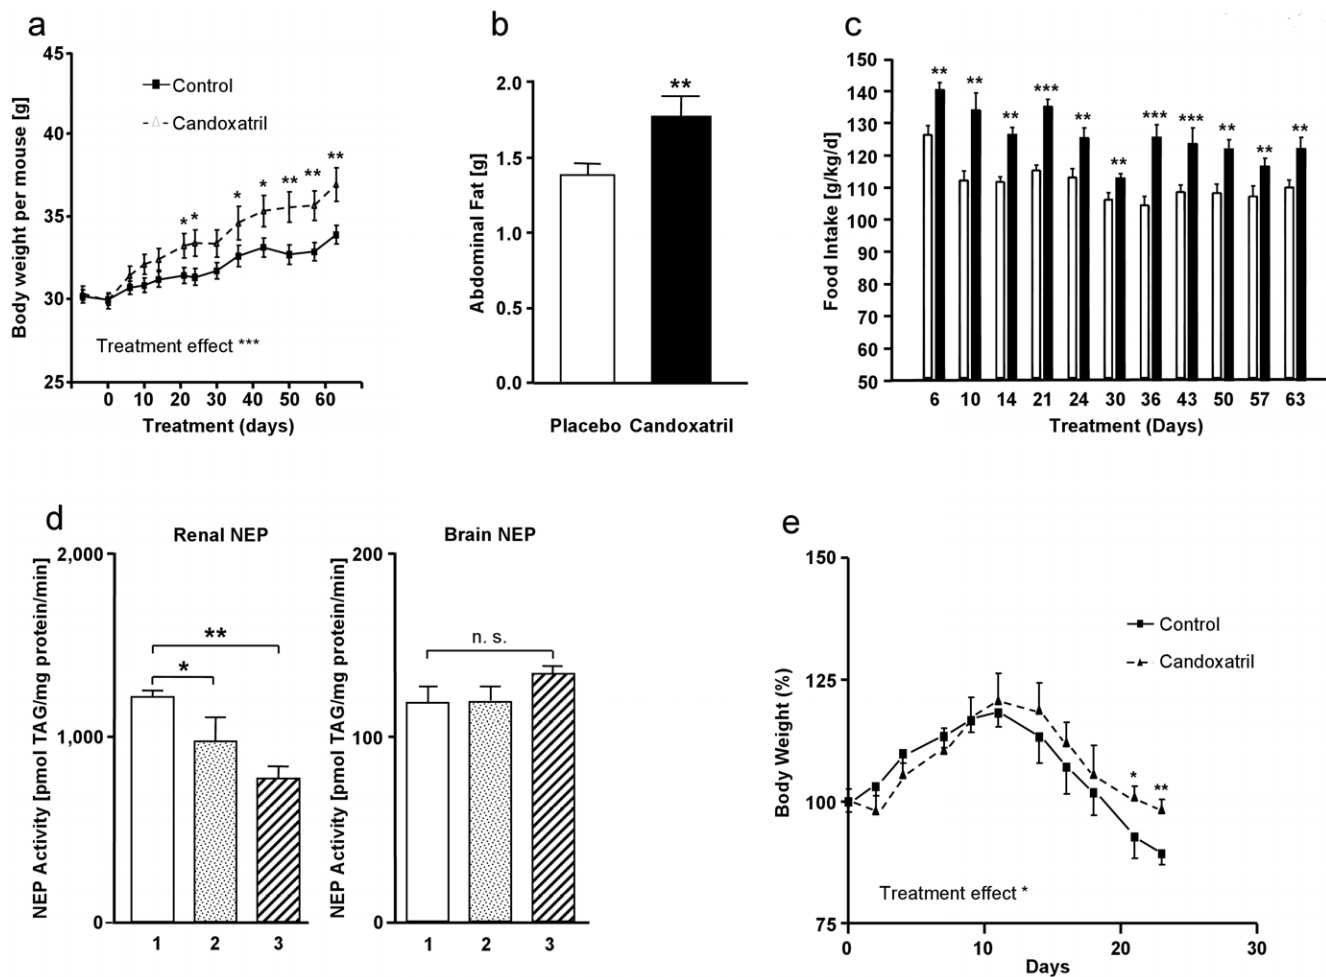 a
Body weight per mouse [g]
45
40
35
30
25
Control
Candoxatril
* * * * ** ** **
Treatment effect ***
0 10 20 30 40 50 60
Treatment (days)
b
Abdominal Fat [g]
2.0
1.5
1.0
0.5
0.0
**
Placebo Candoxatril
c
Food Intake [g/kg/d]
150
140
130
120
110
100
90
80
70
60
50
** ** ** *** ** ** *** *** ** ** **
6 10 14 21 24 30 36 43 50 57 63
Treatment (Days)
d
Renal NEP
NEP Activity [pmol TAG/mg protein/min]
2,000
1,000
0
**
*
1 2 3
Brain NEP
NEP Activity [pmol TAG/mg protein/min]
200
100
0
n. s.
1 2 3
e
Body Weight (%)
150
125
100
75
Control
Candoxatril
* **
Treatment effect *
0 10 20 30
Days